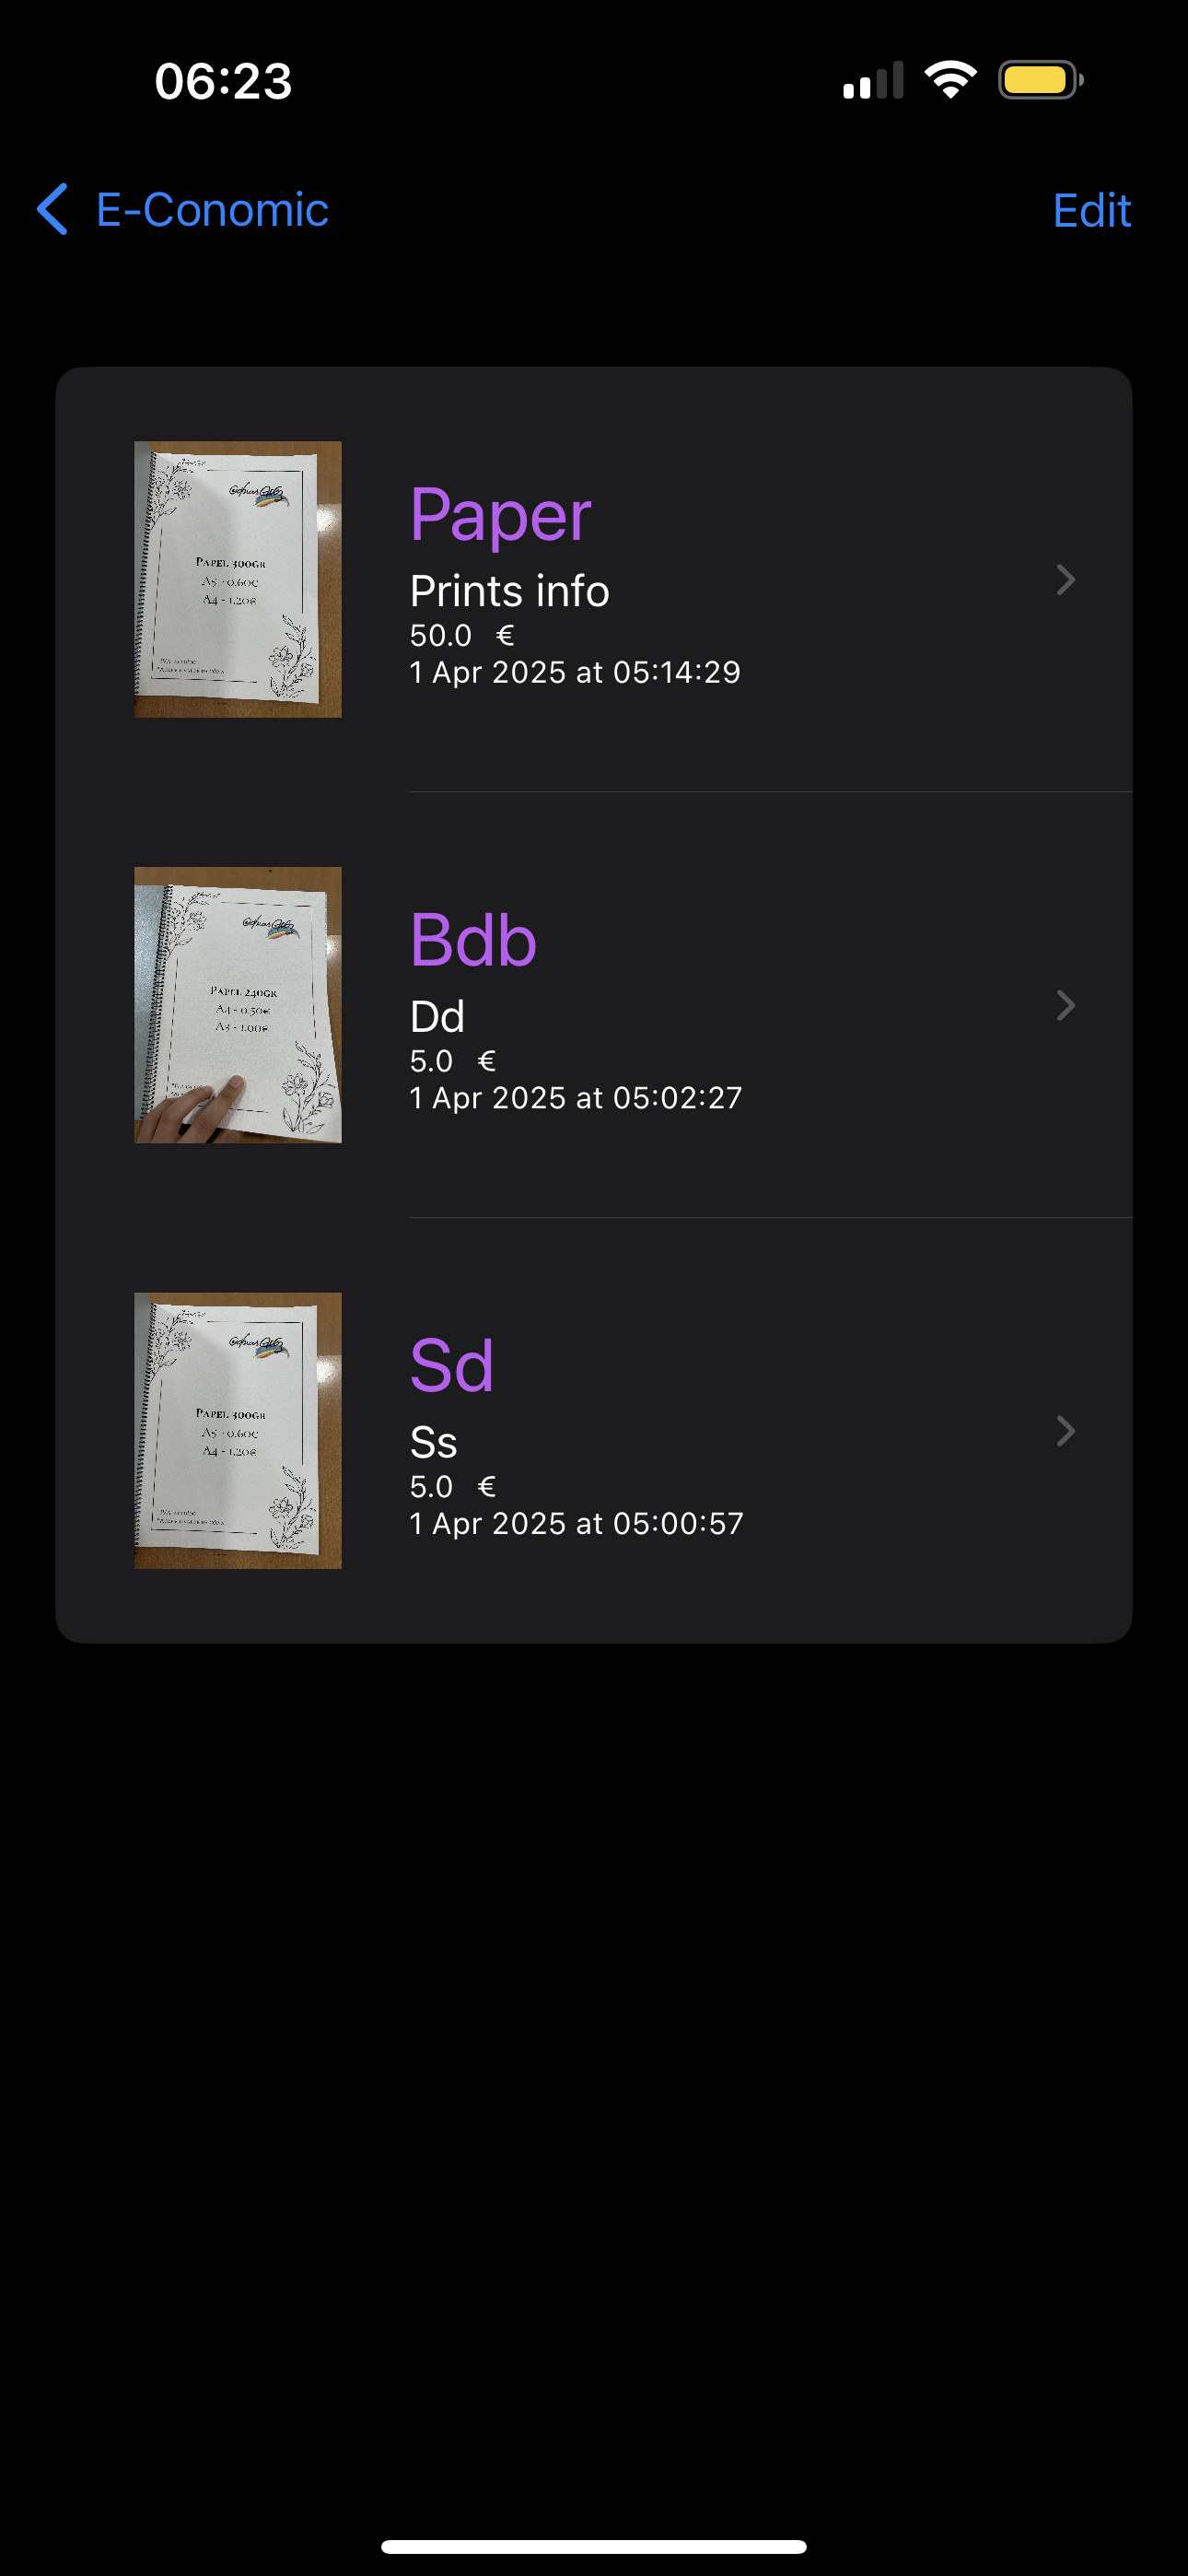 06:23
E-Conomic
Edit
PAPEL 300GR
A5 - 0.60€
A4 - 1.20€
Paper
Prints info
50.0 €
1 Apr 2025 at 05:14:29
PAPEL 240GR
A4 - 0.50€
A3 - 1.00€
Bdb
Dd
5.0 €
1 Apr 2025 at 05:02:27
PAPEL 300GR
A5 - 0.60€
A4 - 1.20€
Sd
Ss
5.0 €
1 Apr 2025 at 05:00:57